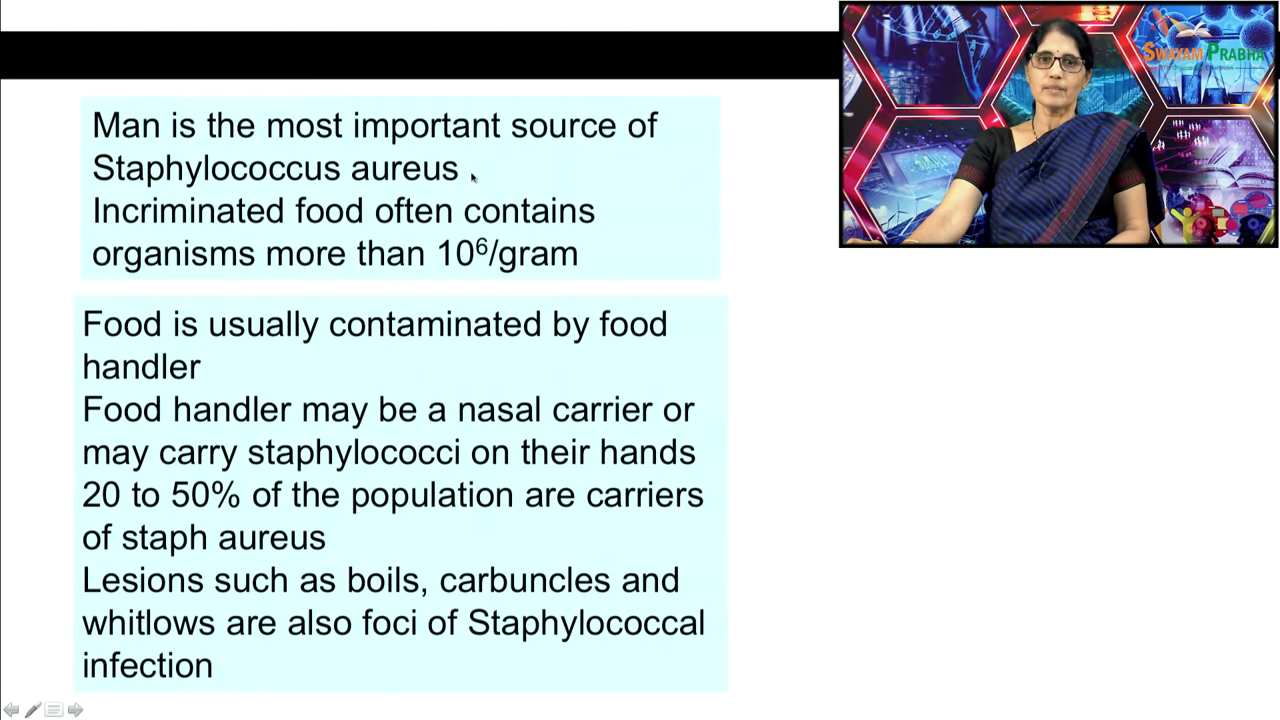 Man is the most important source of
Staphylococcus aureus
Incriminated food often contains
organisms more than 10⁶/gram
Food is usually contaminated by food
handler
Food handler may be a nasal carrier or
may carry staphylococci on their hands
20 to 50% of the population are carriers
of staph aureus
Lesions such as boils, carbuncles and
whitlows are also foci of Staphylococcal
infection
SWAYAM PRABHA